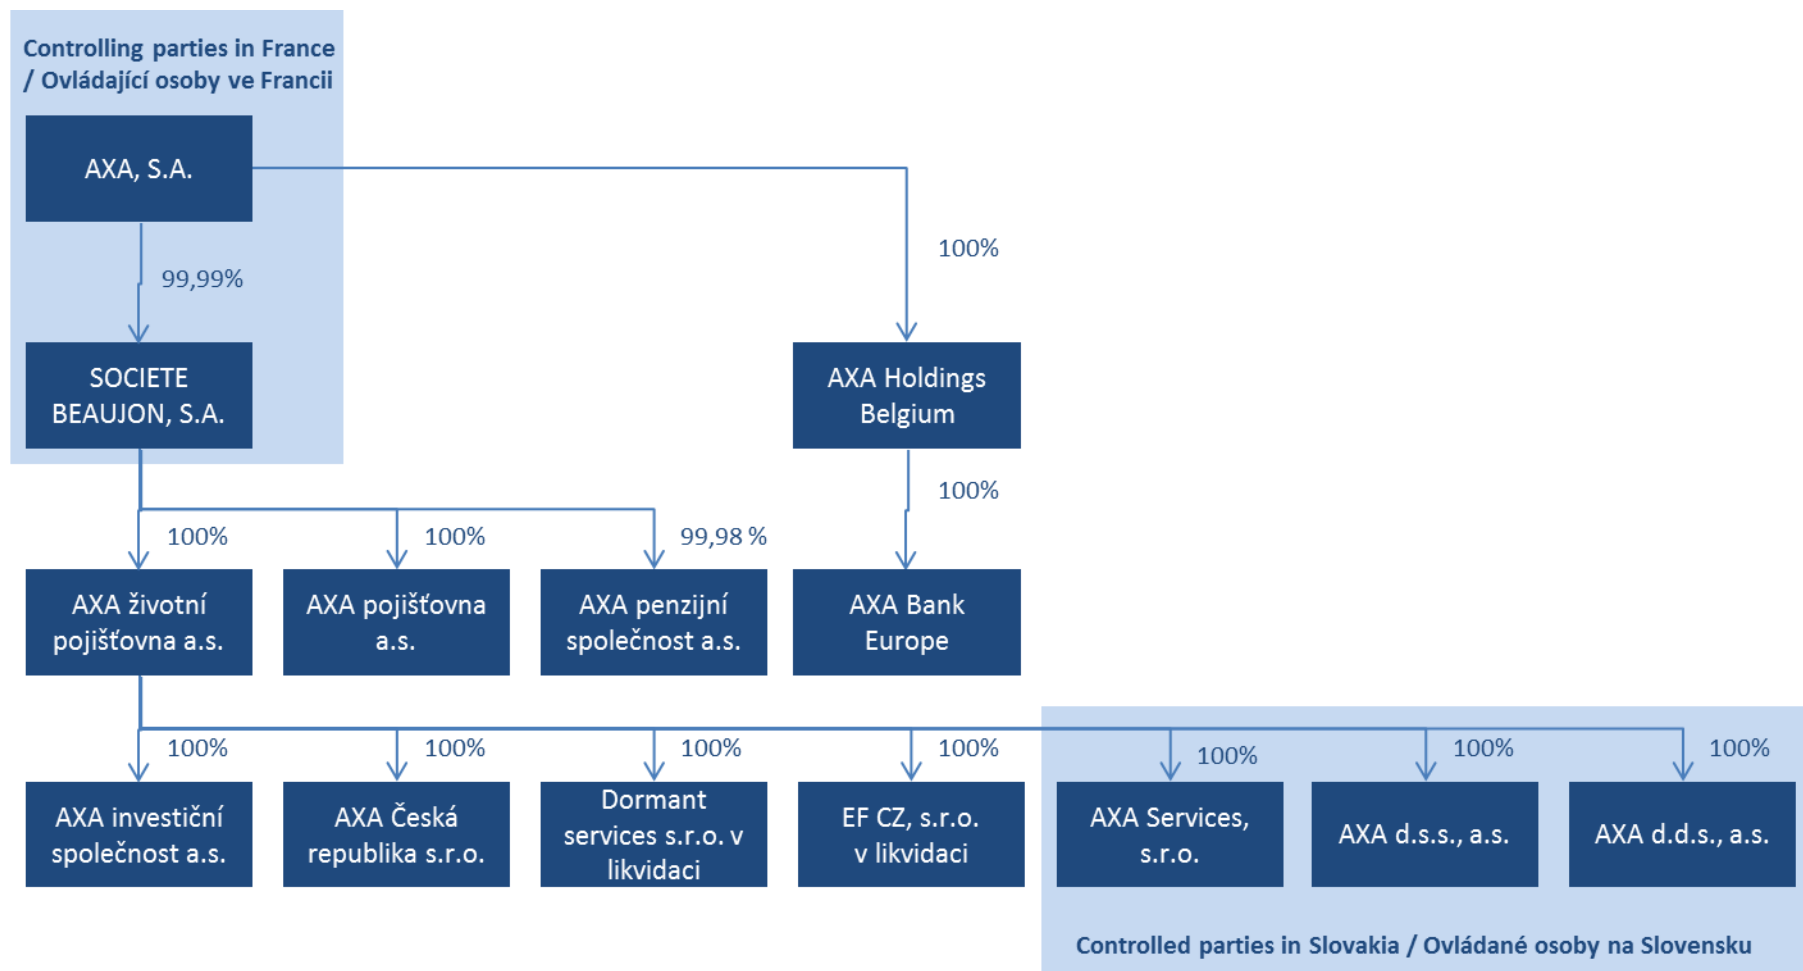 Controlling parties in France
/ Ovládající osoby ve Francii
AXA, S.A.
100%
99,99%
SOCIETE
BEAUJON, S.A.
AXA Holdings
Belgium
100%
100%
100%
99,98 %
AXA životní
pojišťovna a.s.
AXA pojišťovna
a.s.
AXA penzijní
společnost a.s.
AXA Bank
Europe
100%
100%
100%
100%
100%
100%
100%
AXA investiční
společnost a.s.
AXA Česká
republika s.r.o.
Dormant
services s.r.o. v
likvidaci
EF CZ, s.r.o.
v likvidaci
AXA Services,
s.r.o.
AXA d.s.s., a.s.
AXA d.d.s., a.s.
Controlled parties in Slovakia / Ovládané osoby na Slovensku